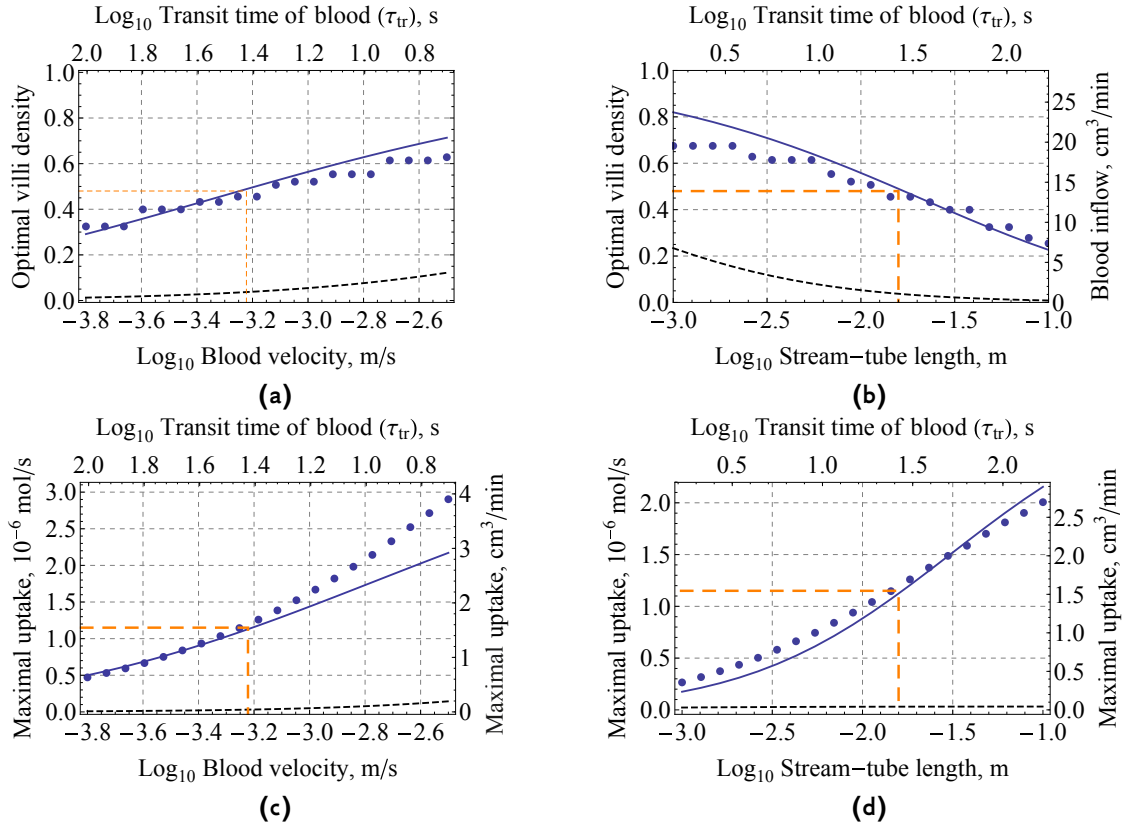 Log10 Transit time of blood (τtr), s
2.0 1.8 1.6 1.4 1.2 1.0 0.8
Optimal villi density
1.0
0.8
0.6
0.4
0.2
0.0
−3.8 −3.6 −3.4 −3.2 −3.0 −2.8 −2.6
Log10 Blood velocity, m/s
(a)
Log10 Transit time of blood (τtr), s
0.5 1.0 1.5 2.0
Optimal villi density
1.0
0.8
0.6
0.4
0.2
0.0
25
20
15
10
5
0
Blood inflow, cm3/min
−3.0 −2.5 −2.0 −1.5 −1.0
Log10 Stream−tube length, m
(b)
Log10 Transit time of blood (τtr), s
2.0 1.8 1.6 1.4 1.2 1.0 0.8
Maximal uptake, 10−6 mol/s
3.0
2.5
2.0
1.5
1.0
0.5
0.0
4
3
2
1
0
Maximal uptake, cm3/min
−3.8 −3.6 −3.4 −3.2 −3.0 −2.8 −2.6
Log10 Blood velocity, m/s
(c)
Log10 Transit time of blood (τtr), s
0.5 1.0 1.5 2.0
Maximal uptake, 10−6 mol/s
2.0
1.5
1.0
0.5
0.0
2.5
2.0
1.5
1.0
0.5
0.0
Maximal uptake, cm3/min
−3.0 −2.5 −2.0 −1.5 −1.0
Log10 Stream−tube length, m
(d)